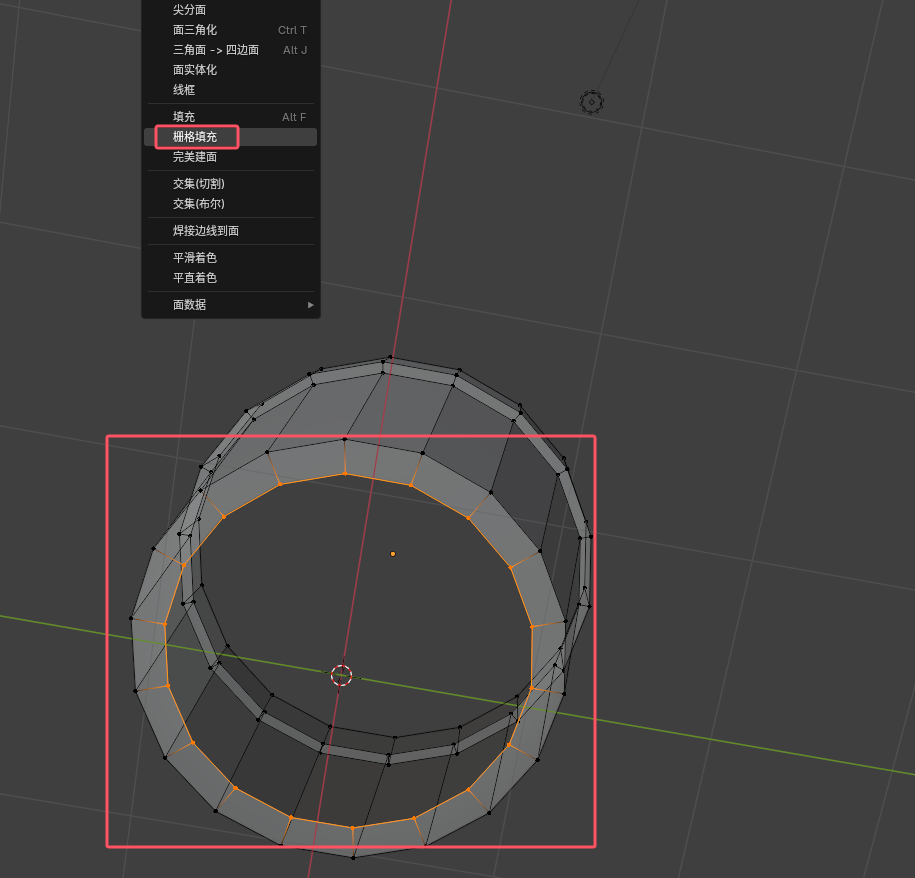 尖分面
面三角化 Ctrl T
三角面 -> 四边面 Alt J
面实体化
线框
填充 Alt F
栅格填充
完美建面
交集(切割)
交集(布尔)
焊接边线到面
平滑着色
平直着色
面数据